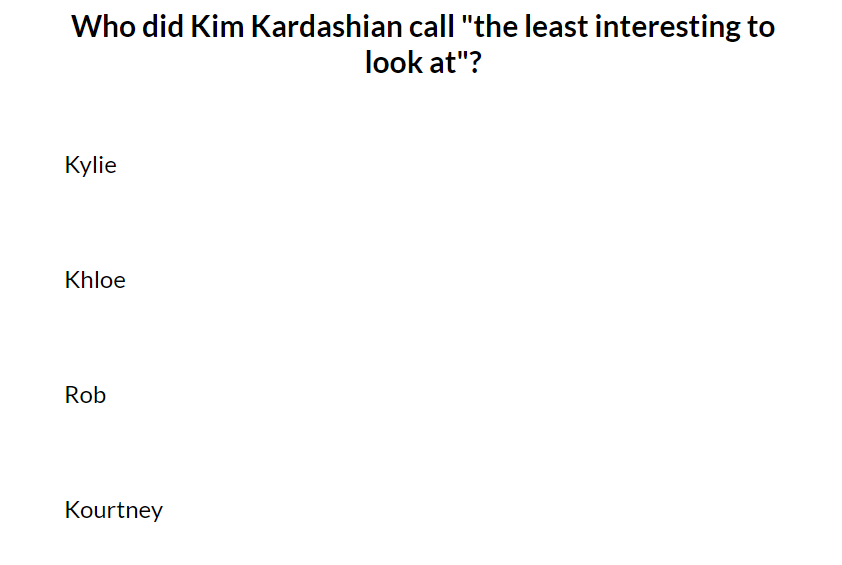 Who did Kim Kardashian call "the least interesting to
look at"?
Kylie
Khloe
Rob
Kourtney